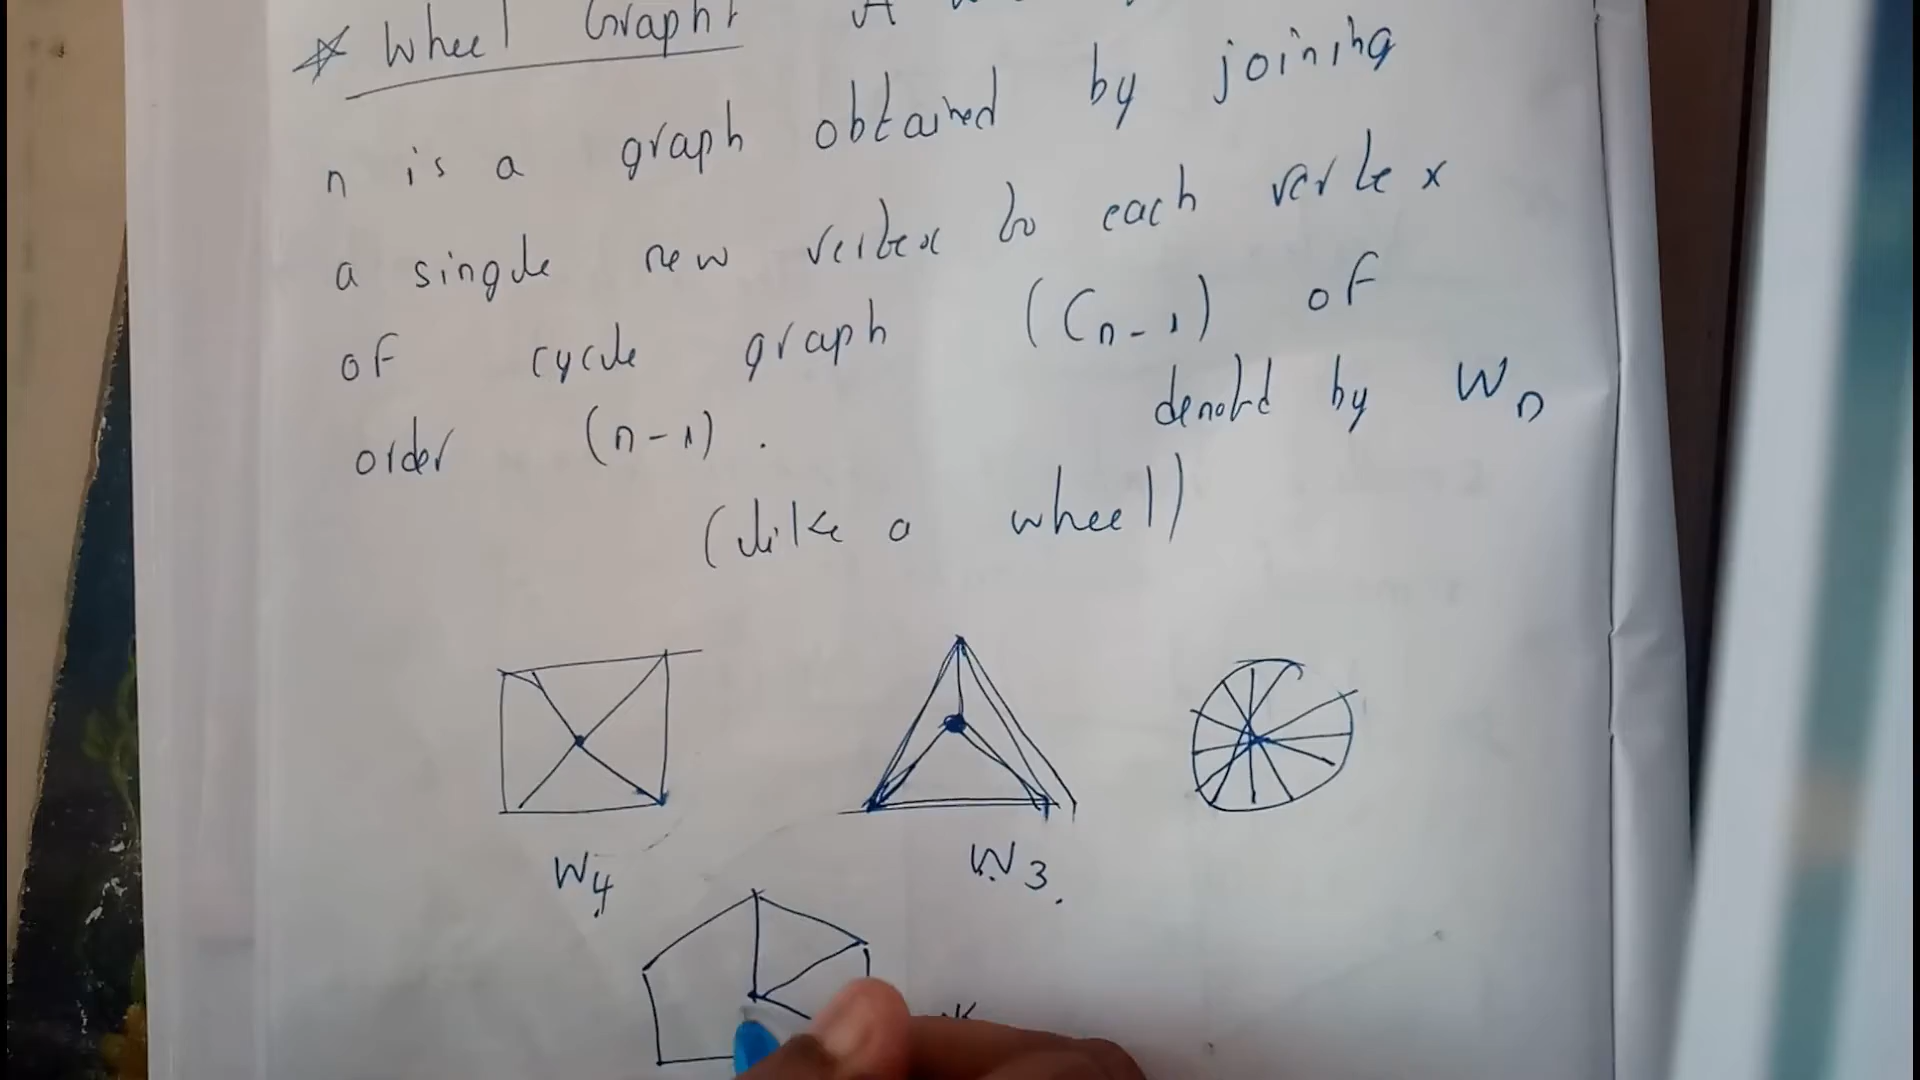 * Wheel Graph: A
n is a graph obtained by joining
a single new vertex to each vertex
of cycle graph (Cn-1) of
order (n-1). denoted by Wn
(like a wheel)
W4 W3.